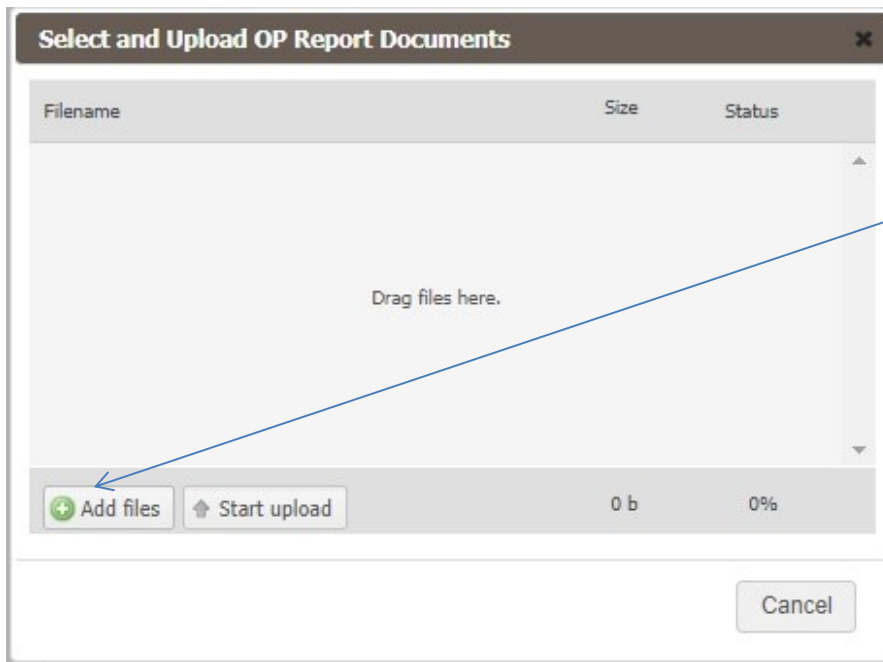 Select and Upload OP Report Documents
Filename Size Status
Drag files here.
Add files Start upload 0 b 0%
Cancel